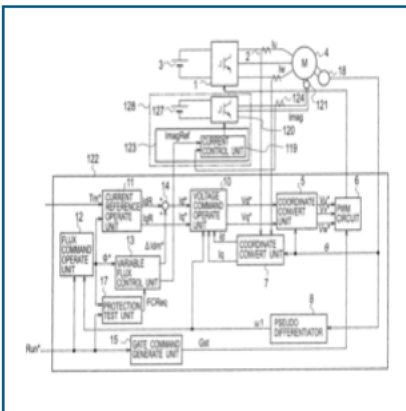 3
1
2
Iu
Iw
M
4
18
128
127
124
121
Imag
120
123
ImagRef
CURRENT
CONTROL
UNIT
119
122
Tm*
11
CURRENT
REFERENCE
OPERATE
UNIT
IdR
IqR
14
Id*
Iq*
10
VOLTAGE
COMMAND
OPERATE
UNIT
Vd*
Vq*
5
COORDINATE
CONVERT
UNIT
Vu*
Vv*
Vw*
6
PWM
CIRCUIT
12
FLUX
COMMAND
OPERATE
UNIT
Φ*
13
VARIABLE
FLUX
CONTROL UNIT
ΔIdm*
Id
Iq
COORDINATE
CONVERT
UNIT
7
θ
17
PROTECTION
TEST UNIT
FCReq
ω1
8
PSEUDO
DIFFERENTIATOR
Run*
15
GATE COMMAND
GENERATE UNIT
Gst